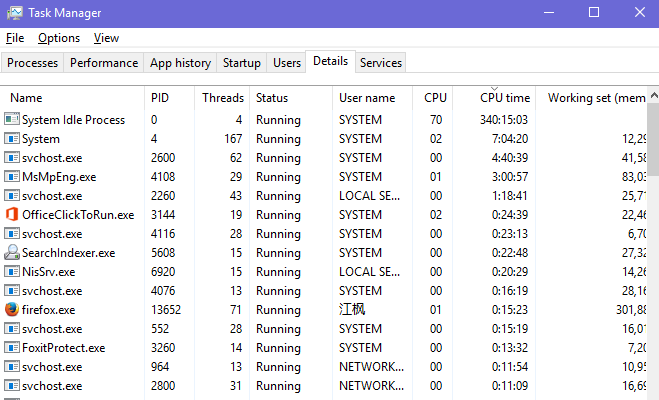 Task Manager
File Options View
Processes Performance App history Startup Users Details Services
Name PID Threads Status User name CPU CPU time Working set (mem
System Idle Process 0 4 Running SYSTEM 70 340:15:03
System 4 167 Running SYSTEM 02 7:04:20 12,29
svchost.exe 2600 62 Running SYSTEM 00 4:40:39 41,58
MsMpEng.exe 4108 29 Running SYSTEM 01 3:00:57 83,03
svchost.exe 2260 43 Running LOCAL SE... 00 1:18:41 25,71
OfficeClickToRun.exe 3144 19 Running SYSTEM 02 0:24:39 22,46
svchost.exe 4116 28 Running SYSTEM 00 0:23:13 6,70
SearchIndexer.exe 5608 15 Running SYSTEM 00 0:22:48 27,32
NisSrv.exe 6920 15 Running LOCAL SE... 00 0:20:29 14,26
svchost.exe 4076 13 Running SYSTEM 00 0:16:19 28,16
firefox.exe 13652 71 Running 江枫 01 0:15:23 301,88
svchost.exe 552 28 Running SYSTEM 00 0:15:19 16,01
FoxitProtect.exe 3260 14 Running SYSTEM 00 0:13:32 7,20
svchost.exe 964 13 Running NETWORK... 00 0:11:54 10,95
svchost.exe 2800 31 Running NETWORK... 00 0:11:09 16,69